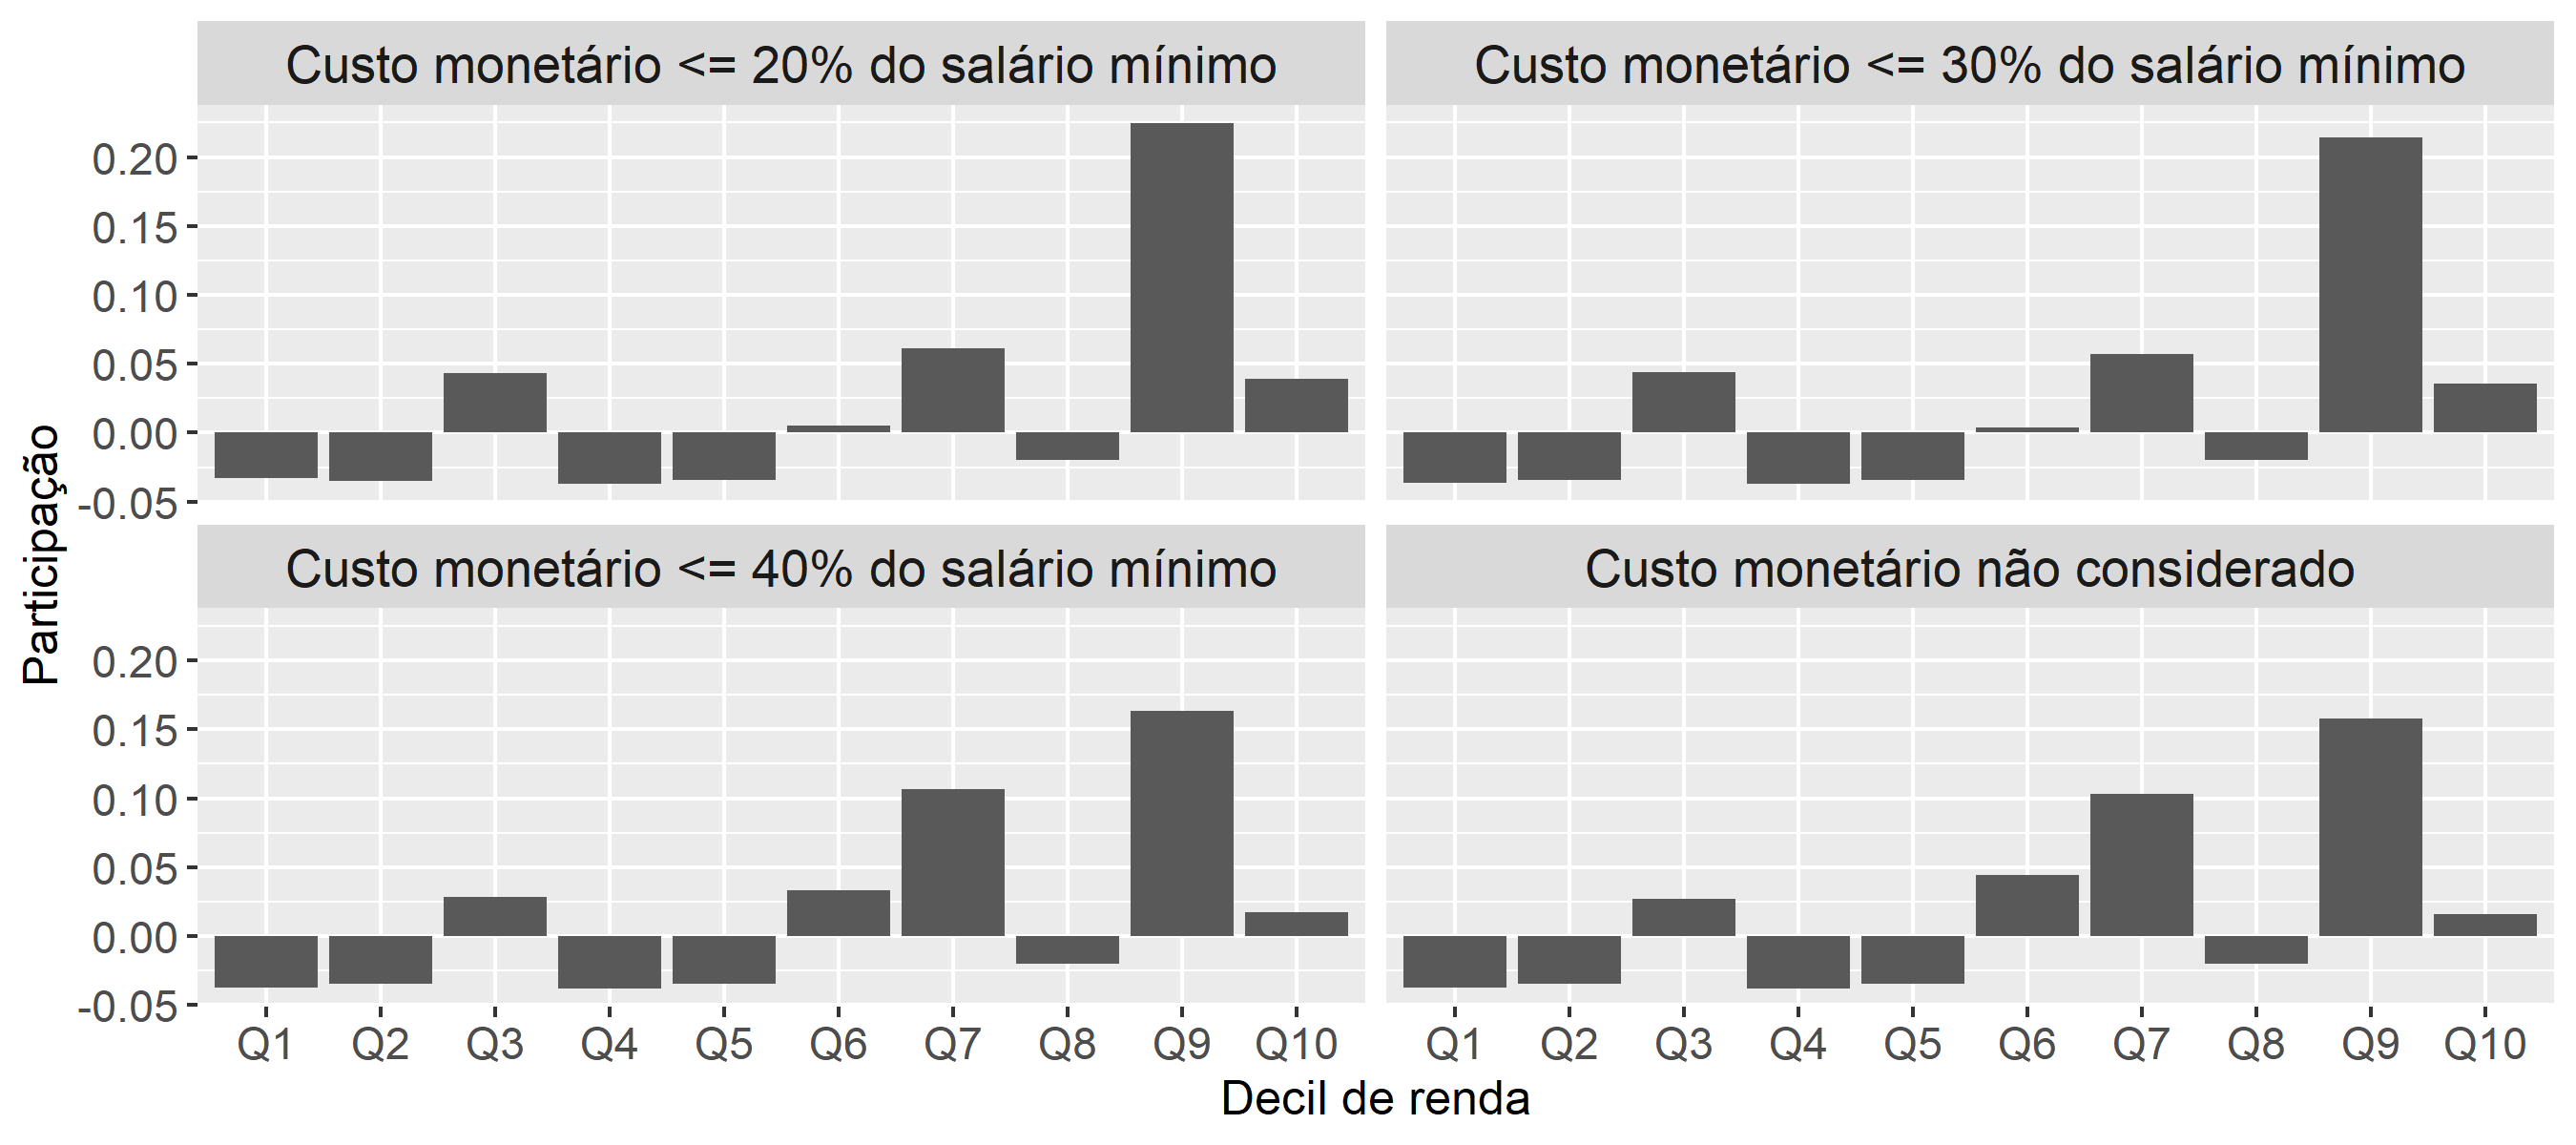 Custo monetário <= 20% do salário mínimo
Custo monetário <= 30% do salário mínimo
0.20
0.15
0.10
0.05
0.00
-0.05
Custo monetário <= 40% do salário mínimo
Custo monetário não considerado
0.20
0.15
0.10
0.05
0.00
-0.05
Participação
Q1 Q2 Q3 Q4 Q5 Q6 Q7 Q8 Q9 Q10
Q1 Q2 Q3 Q4 Q5 Q6 Q7 Q8 Q9 Q10
Decil de renda